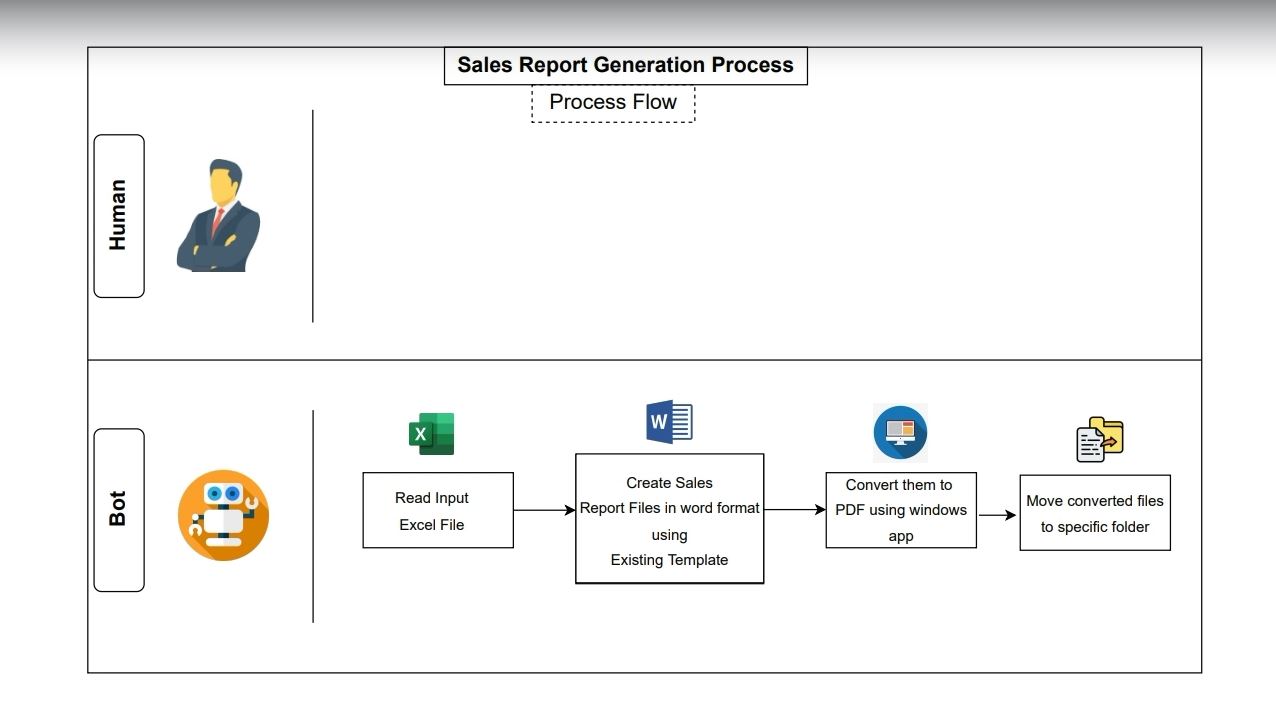 Sales Report Generation Process
Process Flow
Human
Bot
X
Read Input
Excel File
W
Create Sales
Report Files in word format
using
Existing Template
Convert them to
PDF using windows
app
Move converted files
to specific folder